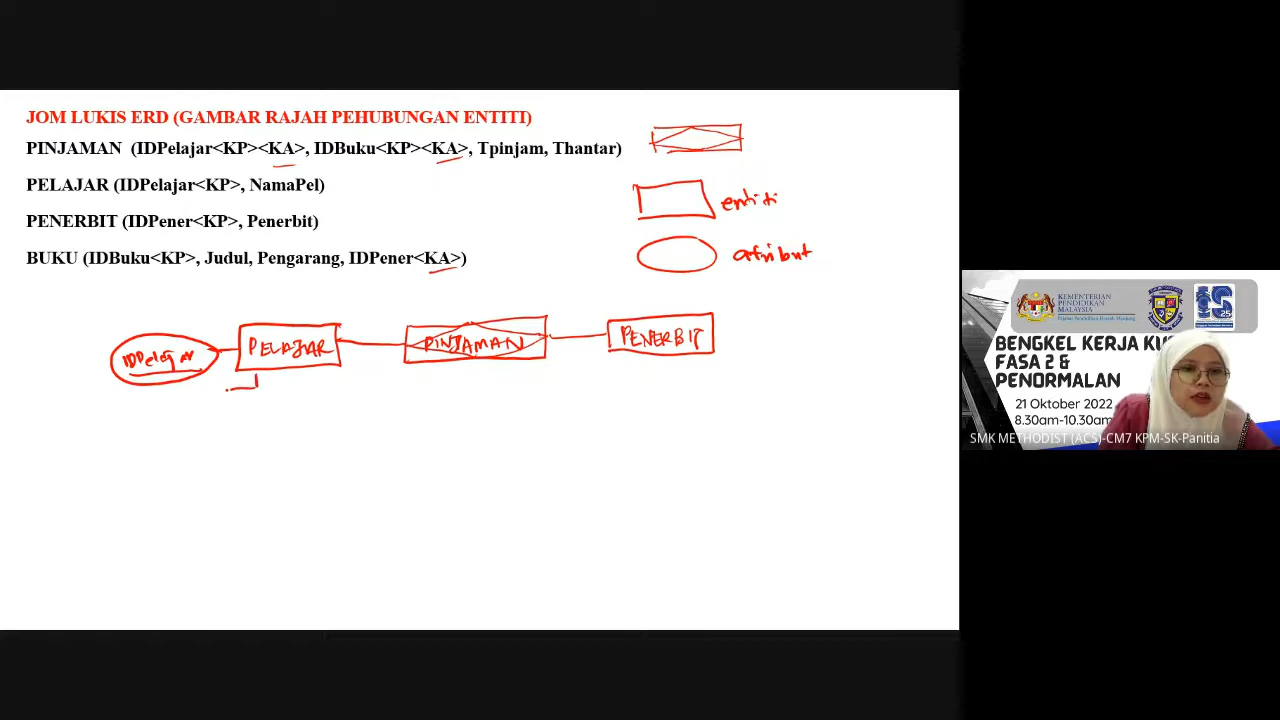 JOM LUKIS ERD (GAMBAR RAJAH PEHUBUNGAN ENTITI)
PINJAMAN (IDPelajar<KP><KA>, IDBuku<KP><KA>, Tpinjam, Thantar)
PELAJAR (IDPelajar<KP>, NamaPel)
PENERBIT (IDPener<KP>, Penerbit)
BUKU (IDBuku<KP>, Judul, Pengarang, IDPener<KA>)
entiti
atribut
IDPelajar
PELAJAR
PINJAMAN
PENERBIT
KEMENTERIAN
PENDIDIKAN
MALAYSIA
BENGKEL KERJA KU
FASA 2 &
PENORMALAN
21 Oktober 2022
8.30am-10.30am
SMK METHODIST (ACS)-CM7 KPM-SK-Panitia